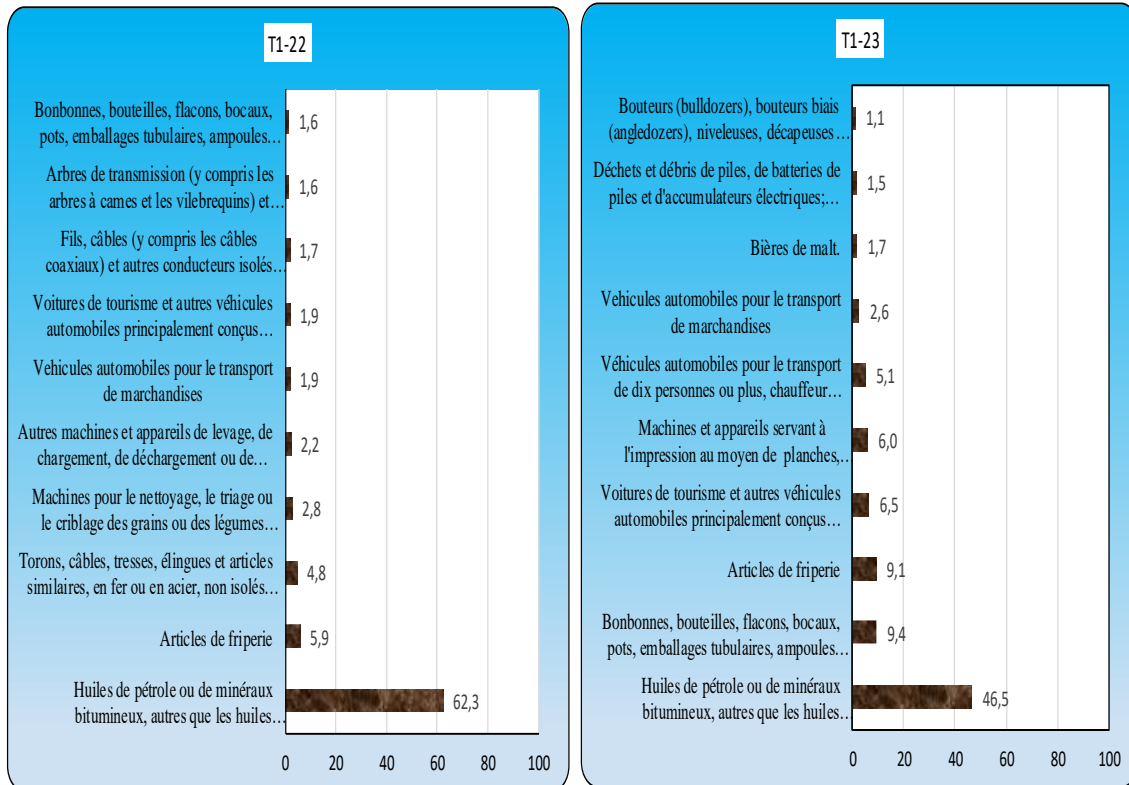 T1-22
Bonbonnes, bouteilles, flacons, bocaux,
pots, emballages tubulaires, ampoules…
1,6
Arbres de transmission (y compris les
arbres à cames et les vilebrequins) et…
1,6
Fils, câbles (y compris les câbles
coaxiaux) et autres conducteurs isolés…
1,7
Voitures de tourisme et autres véhicules
automobiles principalement conçus…
1,9
Vehicules automobiles pour le transport
de marchandises
1,9
Autres machines et appareils de levage, de
chargement, de déchargement ou de…
2,2
Machines pour le nettoyage, le triage ou
le criblage des grains ou des légumes…
2,8
Torons, câbles, tresses, élingues et articles
similaires, en fer ou en acier, non isolés…
4,8
Articles de friperie
5,9
Huiles de pétrole ou de minéraux
bitumineux, autres que les huiles…
62,3
0 20 40 60 80 100
T1-23
Bouteurs (bulldozers), bouteurs biais
(angledozers), niveleuses, décapeuses…
1,1
Déchets et débris de piles, de batteries de
piles et d'accumulateurs électriques;…
1,5
Bières de malt.
1,7
Vehicules automobiles pour le transport
de marchandises
2,6
Véhicules automobiles pour le transport
de dix personnes ou plus, chauffeur…
5,1
Machines et appareils servant à
l'impression au moyen de planches,…
6,0
Voitures de tourisme et autres véhicules
automobiles principalement conçus…
6,5
Articles de friperie
9,1
Bonbonnes, bouteilles, flacons, bocaux,
pots, emballages tubulaires, ampoules…
9,4
Huiles de pétrole ou de minéraux
bitumineux, autres que les huiles…
46,5
0 20 40 60 80 100